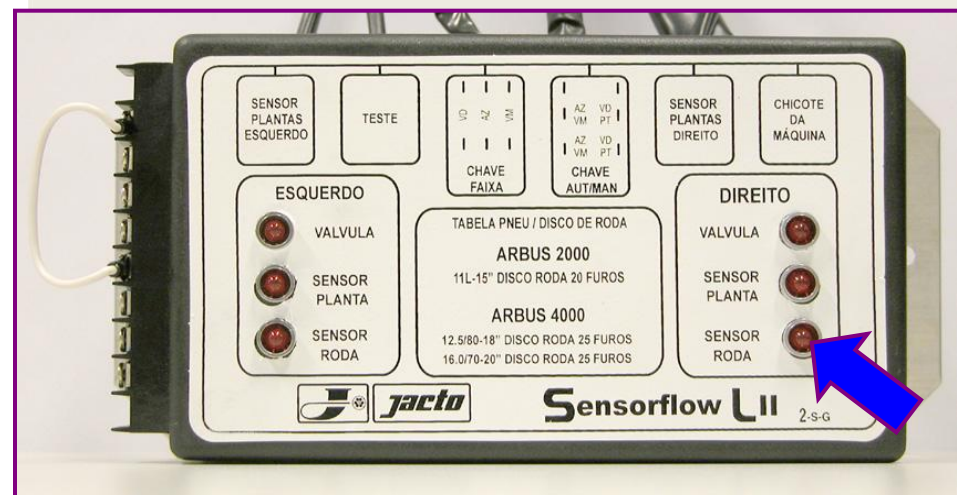 SENSOR
PLANTAS
ESQUERDO
TESTE
VD AZ VM
CHAVE
FAIXA
AZ VD
VM PT
AZ VD
VM PT
CHAVE
AUT/MAN
SENSOR
PLANTAS
DIREITO
CHICOTE
DA
MÁQUINA
ESQUERDO
VALVULA
SENSOR
PLANTA
SENSOR
RODA
TABELA PNEU / DISCO DE RODA
ARBUS 2000
11L-15" DISCO RODA 20 FUROS
ARBUS 4000
12.5/80-18" DISCO RODA 25 FUROS
16.0/70-20" DISCO RODA 25 FUROS
DIREITO
VALVULA
SENSOR
PLANTA
SENSOR
RODA
J Jacto
Sensorflow LII
2-S-G